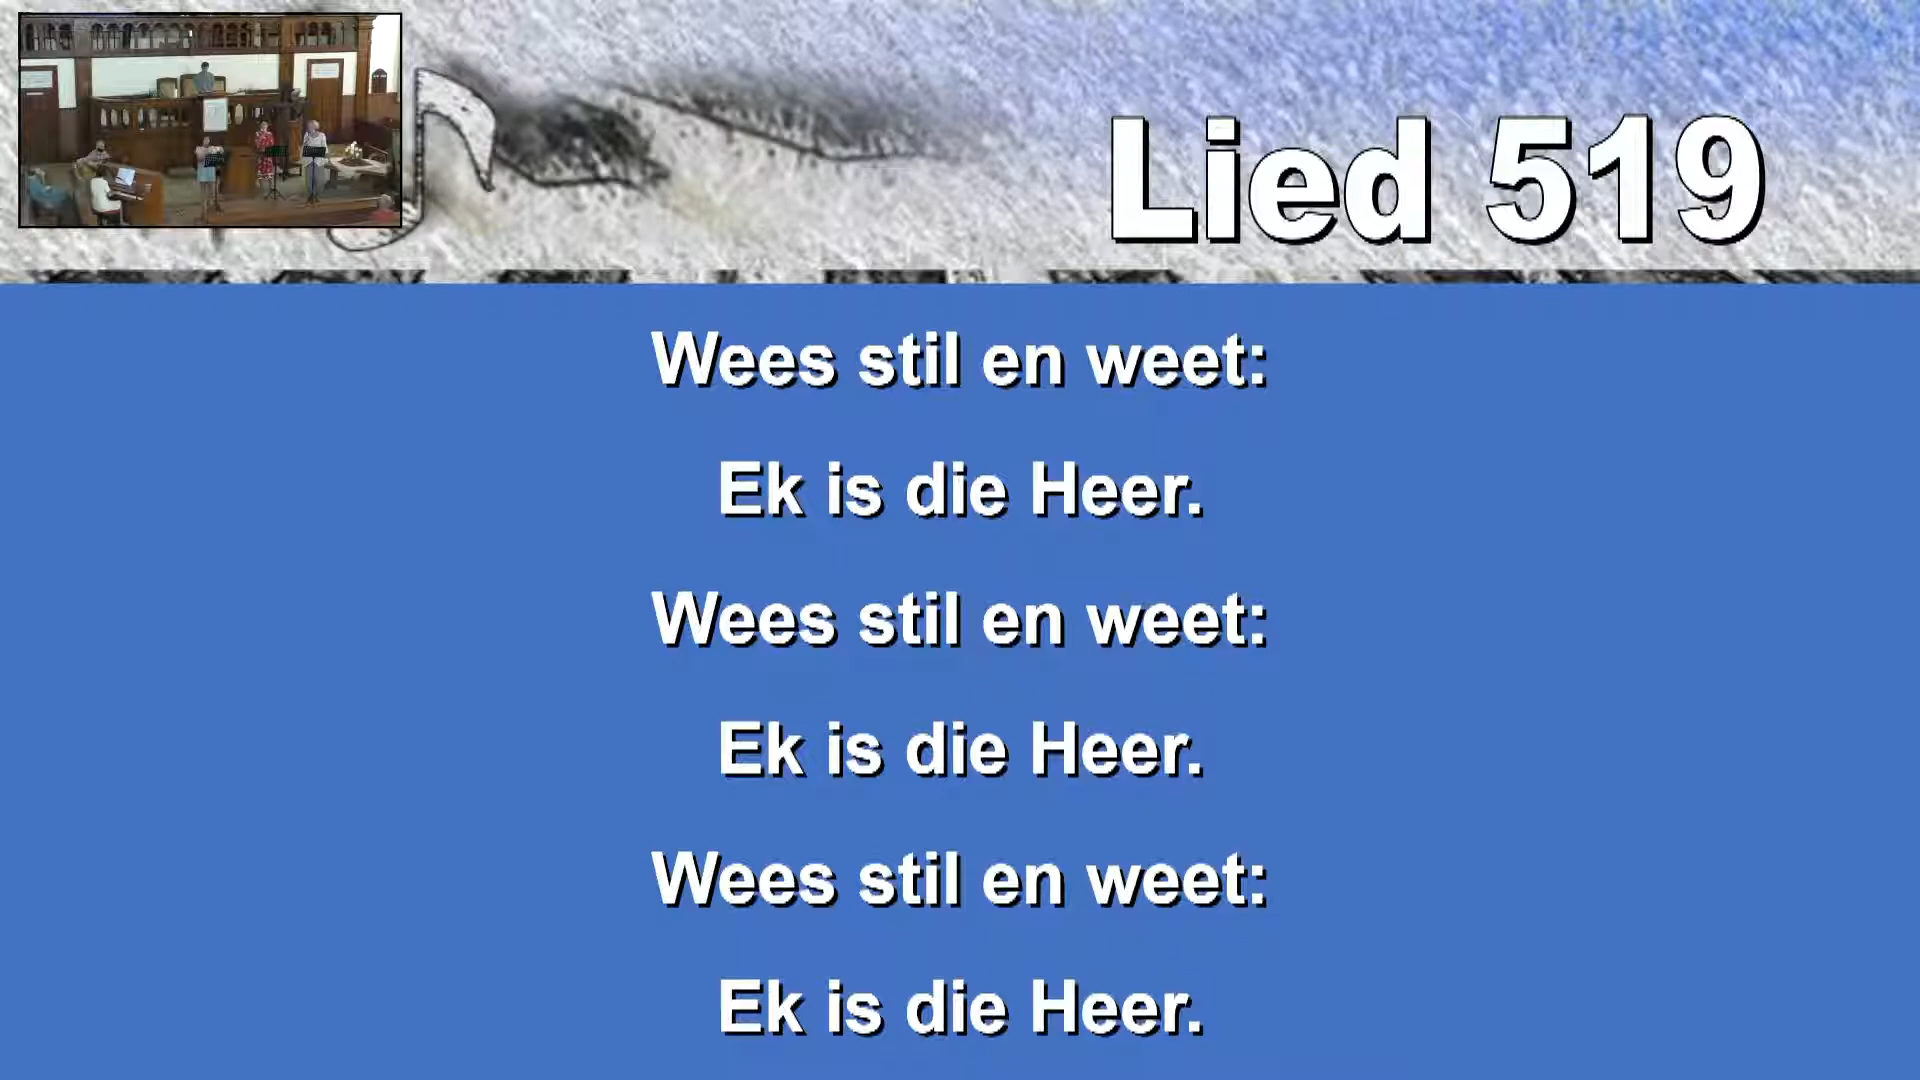 Lied 519
Wees stil en weet:
Ek is die Heer.
Wees stil en weet:
Ek is die Heer.
Wees stil en weet:
Ek is die Heer.